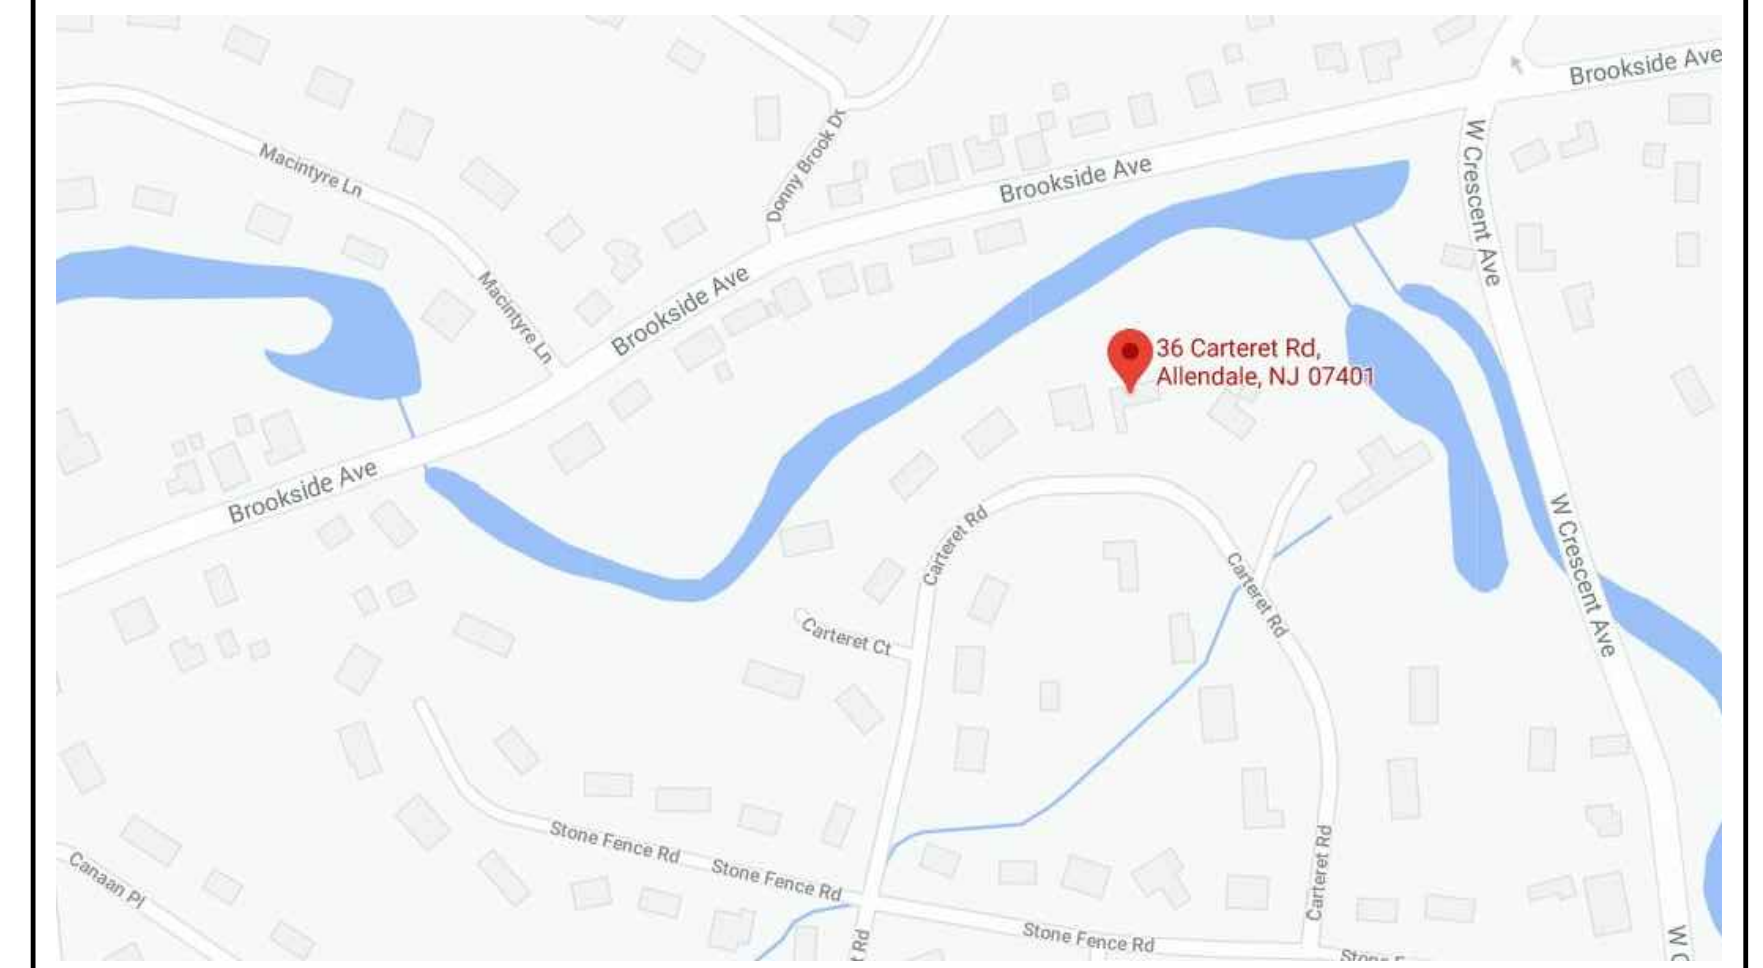 Brookside Ave
Macintyre Ln
Donny Brook Dr
Brookside Ave
W Crescent Ave
Macintyre Ln
Brookside Ave
36 Carteret Rd,
Allendale, NJ 07401
Brookside Ave
Carteret Rd
Carteret Rd
W Crescent Ave
Carteret Ct
Stone Fence Rd
Stone Fence Rd
Canaan Pl
Carteret Rd
Stone Fence Rd
t Rd
Stone F
W C